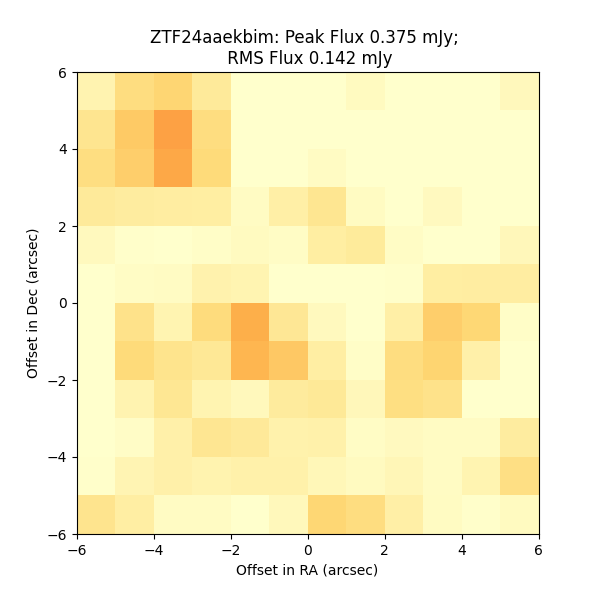 ZTF24aaekbim: Peak Flux 0.375 mJy;
RMS Flux 0.142 mJy
6
4
2
0
−2
−4
−6
Offset in Dec (arcsec)
−6 −4 −2 0 2 4 6
Offset in RA (arcsec)